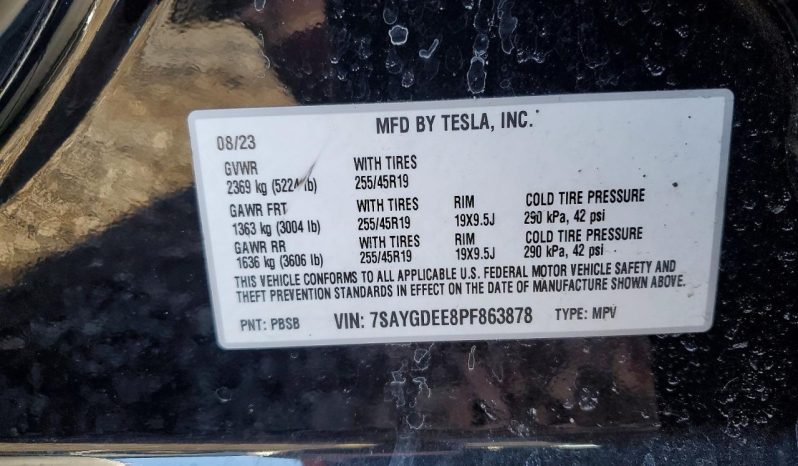 MFD BY TESLA, INC.
08/23
GVWR WITH TIRES
2369 kg (5224 lb) 255/45R19
GAWR FRT WITH TIRES RIM COLD TIRE PRESSURE
1363 kg (3004 lb) 255/45R19 19X9.5J 290 kPa, 42 psi
GAWR RR WITH TIRES RIM COLD TIRE PRESSURE
1636 kg (3606 lb) 255/45R19 19X9.5J 290 kPa, 42 psi
THIS VEHICLE CONFORMS TO ALL APPLICABLE U.S. FEDERAL MOTOR VEHICLE SAFETY AND
THEFT PREVENTION STANDARDS IN EFFECT ON THE DATE OF MANUFACTURE SHOWN ABOVE.
PNT: PBSB VIN: 7SAYGDEE8PF863878 TYPE: MPV